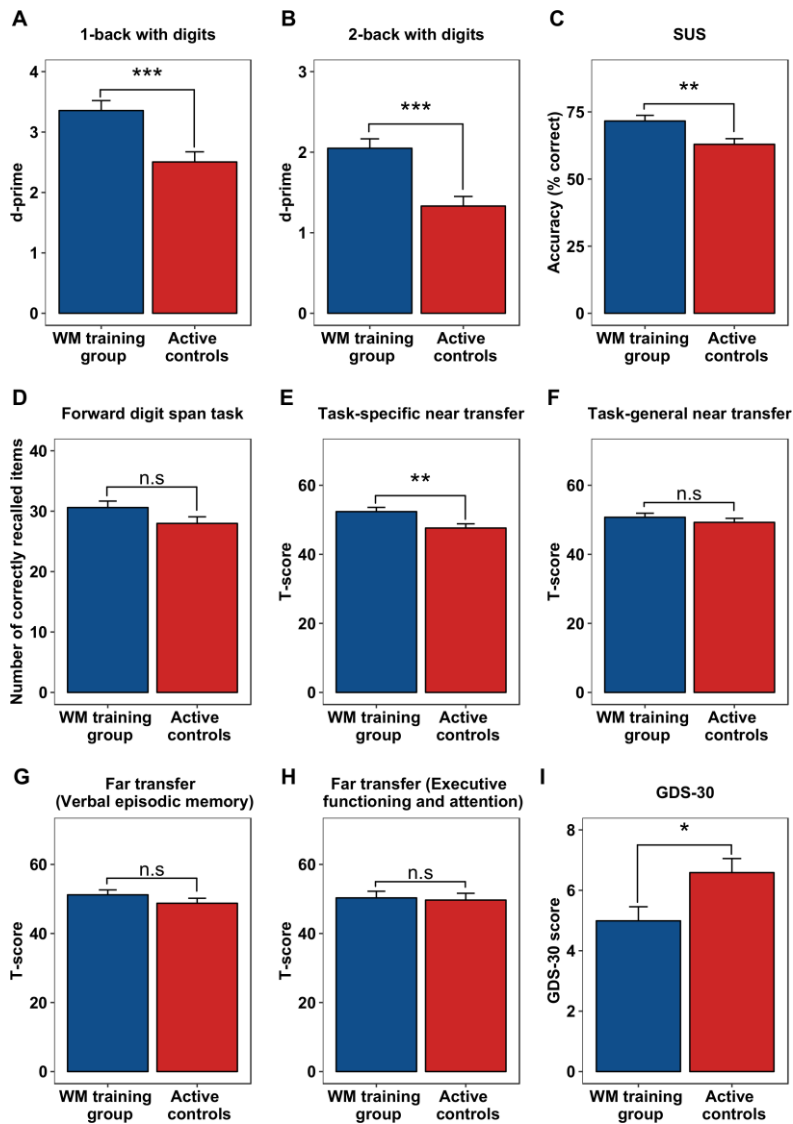 A
1-back with digits
4
3
2
1
0
d-prime
***
WM training
group
Active
controls
B
2-back with digits
3
2
1
0
d-prime
***
WM training
group
Active
controls
C
SUS
75
50
25
0
Accuracy (% correct)
**
WM training
group
Active
controls
D
Forward digit span task
40
30
20
10
0
Number of correctly recalled items
n.s
WM training
group
Active
controls
E
Task-specific near transfer
60
40
20
0
T-score
**
WM training
group
Active
controls
F
Task-general near transfer
60
40
20
0
T-score
n.s
WM training
group
Active
controls
G
Far transfer
(Verbal episodic memory)
60
40
20
0
T-score
n.s
WM training
group
Active
controls
H
Far transfer (Executive
functioning and attention)
60
40
20
0
T-score
n.s
WM training
group
Active
controls
I
GDS-30
8
6
4
2
0
GDS-30 score
*
WM training
group
Active
controls